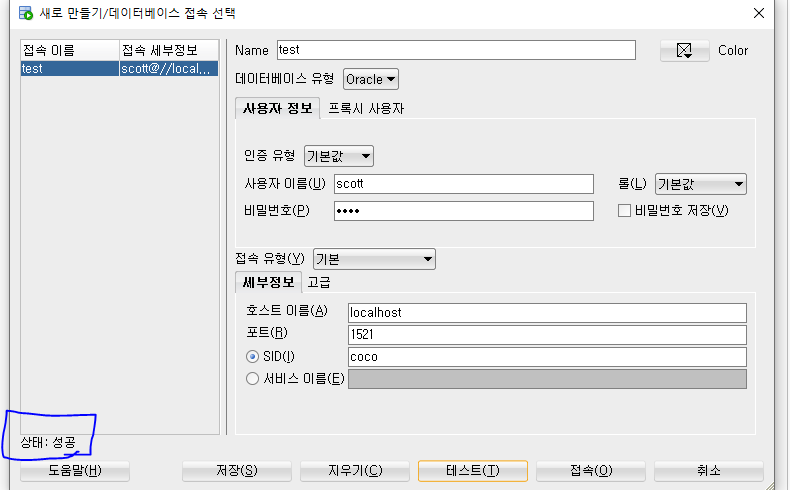 새로 만들기/데이터베이스 접속 선택
접속 이름 접속 세부정보
test scott@//local,,,
Name test Color
데이터베이스 유형 Oracle
사용자 정보 프록시 사용자
인증 유형 기본값
사용자 이름(U) scott 롤(L) 기본값
비밀번호(P) •••• 비밀번호 저장(V)
접속 유형(Y) 기본
세부정보 고급
호스트 이름(A) localhost
포트(R) 1521
SID(I) coco
서비스 이름(E)
상태: 성공
도움말(H) 저장(S) 지우기(C) 테스트(T) 접속(O) 취소